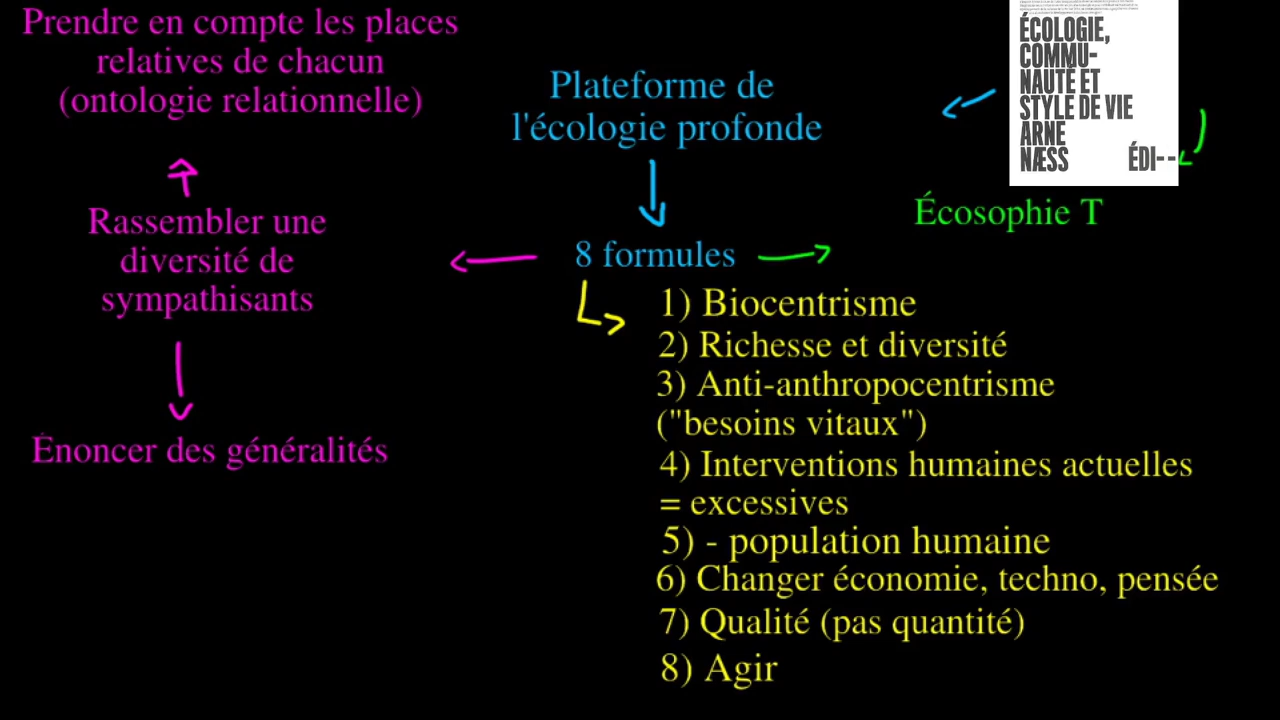 Prendre en compte les places
relatives de chacun
(ontologie relationnelle)
Rassembler une
diversité de
sympathisants
Énoncer des généralités
Plateforme de
l'écologie profonde
8 formules
1) Biocentrisme
2) Richesse et diversité
3) Anti-anthropocentrisme
("besoins vitaux")
4) Interventions humaines actuelles
= excessives
5) - population humaine
6) Changer économie, techno, pensée
7) Qualité (pas quantité)
8) Agir
ÉCOLOGIE,
COMMU-
NAUTÉ ET
STYLE DE VIE
ARNE
NÆSS ÉDI--
Écosophie T